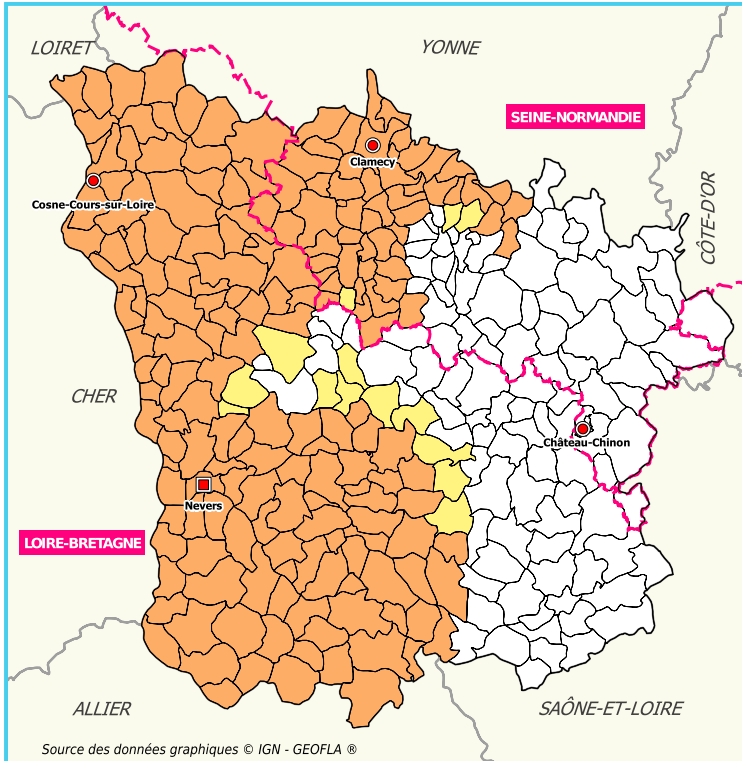 LOIRET
YONNE
SEINE-NORMANDIE
Clamecy
CÔTE-D'OR
Cosne-Cours-sur-Loire
CHER
Château-Chinon
Nevers
LOIRE-BRETAGNE
ALLIER
SAÔNE-ET-LOIRE
Source des données graphiques © IGN - GEOFLA ®